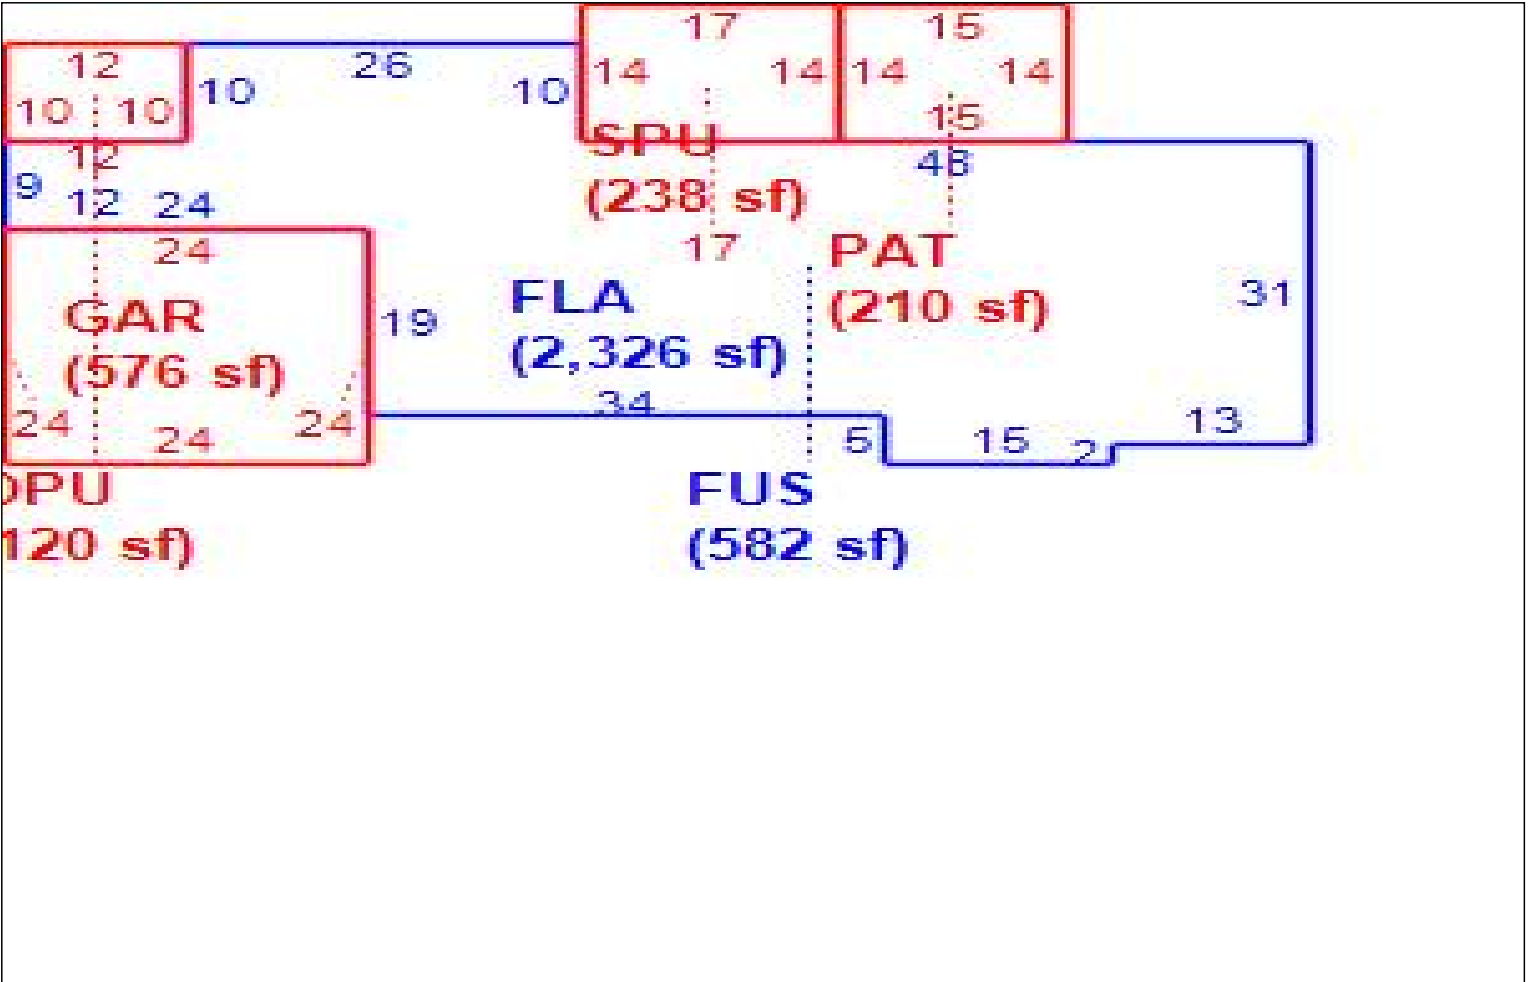 17 15
12 26 14 14 14 14
10 10 10 10 15
12 SPU 48
9 12 24 (238 sf)
24 17 PAT
GAR 19 FLA (210 sf) 31
(576 sf) (2,326 sf)
34
24 24 24 5 15 2 13
OPU FUS
120 sf) (582 sf)